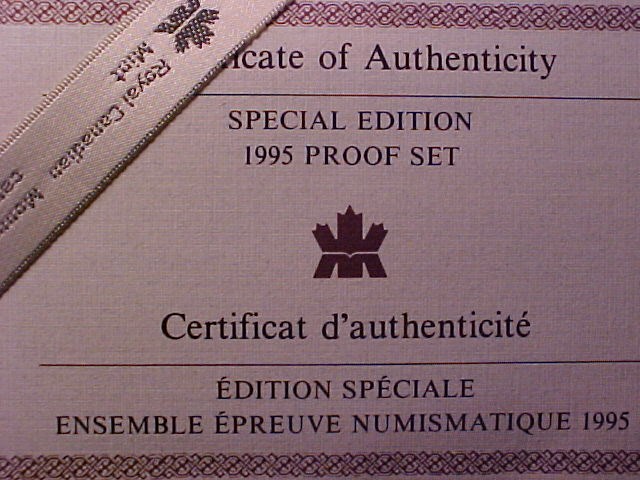 icate of Authenticity
SPECIAL EDITION
1995 PROOF SET
Certificat d'authenticité
ÉDITION SPÉCIALE
ENSEMBLE ÉPREUVE NUMISMATIQUE 1995
Royal Canadian
Mint